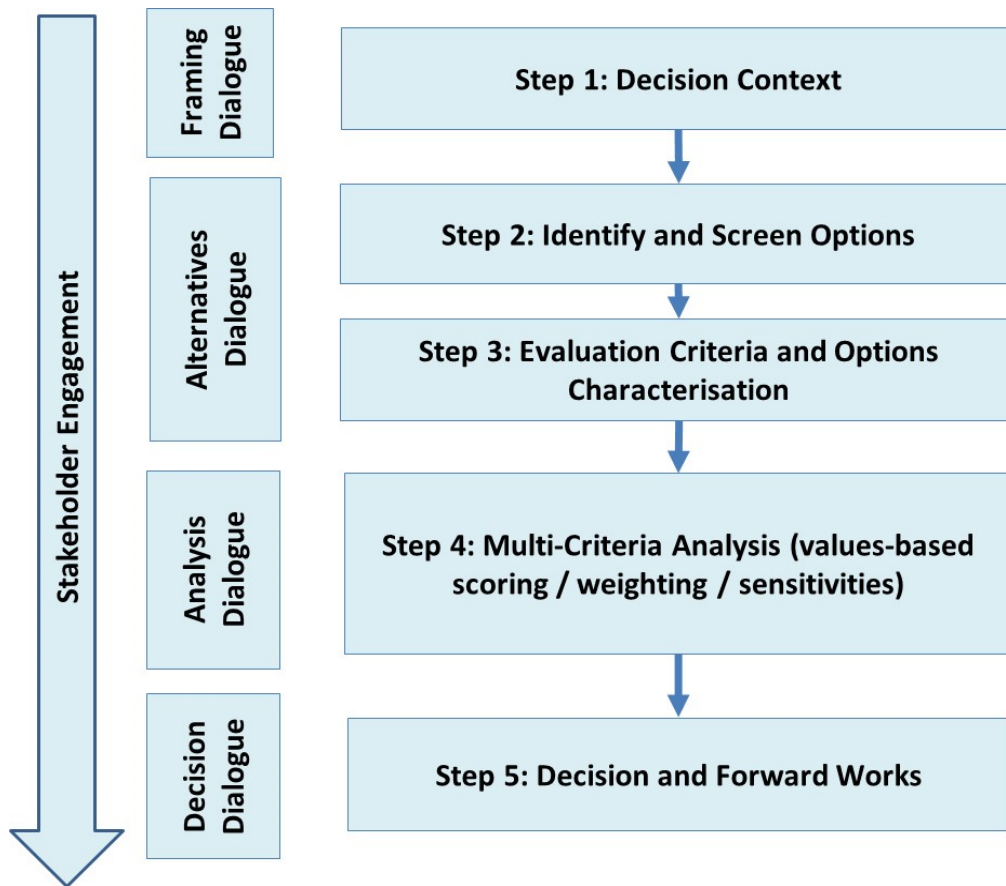 Stakeholder Engagement
Framing
Dialogue
Step 1: Decision Context
Alternatives
Dialogue
Step 2: Identify and Screen Options
Step 3: Evaluation Criteria and Options
Characterisation
Analysis
Dialogue
Step 4: Multi-Criteria Analysis (values-based
scoring / weighting / sensitivities)
Decision
Dialogue
Step 5: Decision and Forward Works